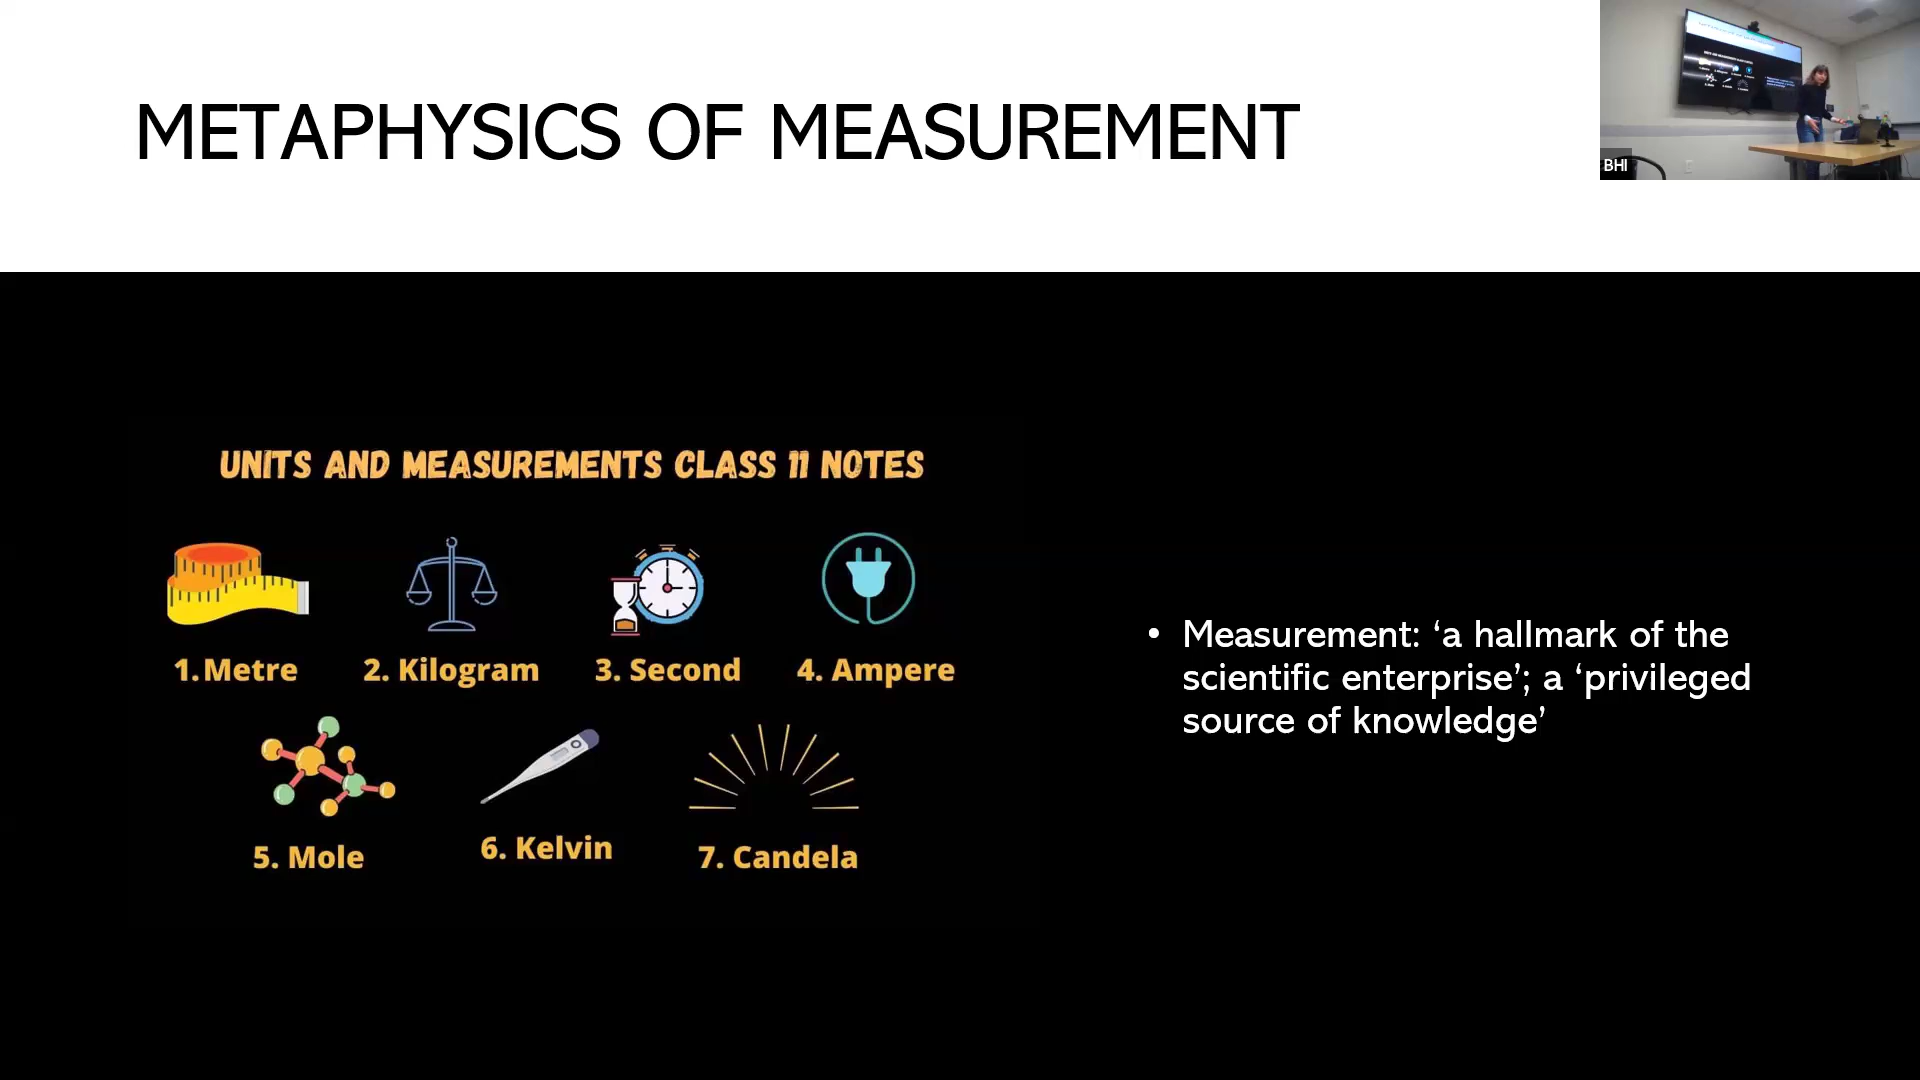 METAPHYSICS OF MEASUREMENT
BHI
UNITS AND MEASUREMENTS CLASS 11 NOTES
1. Metre
2. Kilogram
3. Second
4. Ampere
5. Mole
6. Kelvin
7. Candela
• Measurement: ‘a hallmark of the
scientific enterprise’; a ‘privileged
source of knowledge’